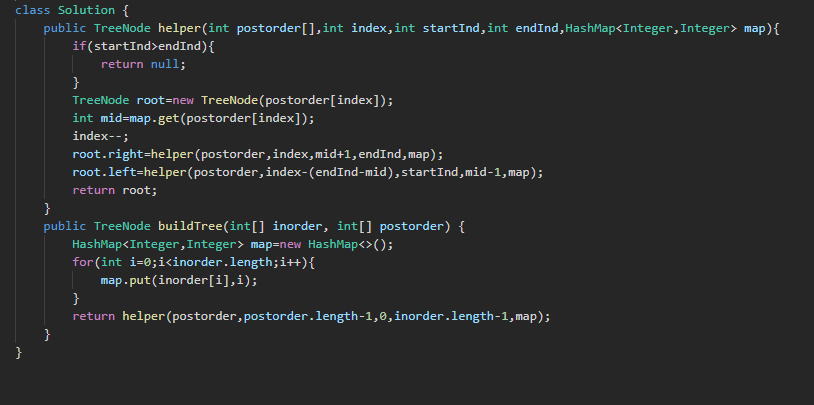 class Solution {
    public TreeNode helper(int postorder[],int index,int startInd,int endInd,HashMap<Integer,Integer> map){
        if(startInd>endInd){
            return null;
        }
        TreeNode root=new TreeNode(postorder[index]);
        int mid=map.get(postorder[index]);
        index--;
        root.right=helper(postorder,index,mid+1,endInd,map);
        root.left=helper(postorder,index-(endInd-mid),startInd,mid-1,map);
        return root;
    }
    public TreeNode buildTree(int[] inorder, int[] postorder) {
        HashMap<Integer,Integer> map=new HashMap<>();
        for(int i=0;i<inorder.length;i++){
            map.put(inorder[i],i);
        }
        return helper(postorder,postorder.length-1,0,inorder.length-1,map);
    }
}